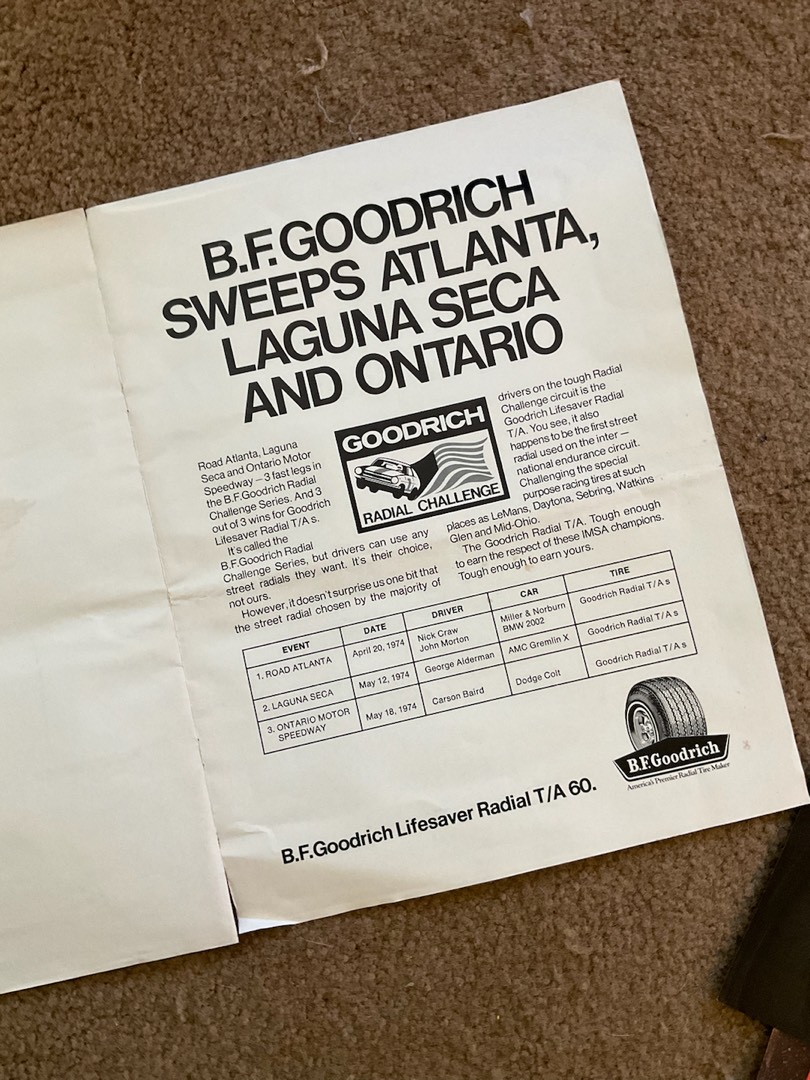 B.F.GOODRICH
SWEEPS ATLANTA,
LAGUNA SECA
AND ONTARIO
Road Atlanta, Laguna
Seca and Ontario Motor
Speedway — 3 fast legs in
the B.F.Goodrich Radial
Challenge Series. And 3
out of 3 wins for Goodrich
Lifesaver Radial T/A s.
It's called the
B.F.Goodrich Radial
Challenge Series, but drivers can use any
street radials they want. It's their choice,
not ours.
However, it doesn't surprise us one bit that
the street radial chosen by the majority of
GOODRICH
RADIAL CHALLENGE
drivers on the tough Radial
Challenge circuit is the
Goodrich Lifesaver Radial
T/A. You see, it also
happens to be the first street
radial used on the inter —
national endurance circuit.
Challenging the special
purpose racing tires at such
places as LeMans, Daytona, Sebring, Watkins
Glen and Mid-Ohio.
The Goodrich Radial T/A. Tough enough
to earn the respect of these IMSA champions.
Tough enough to earn yours.
EVENT DATE DRIVER CAR TIRE
1. ROAD ATLANTA April 20, 1974 Nick Craw Miller & Norburn Goodrich Radial T/A s
John Morton BMW 2002
2. LAGUNA SECA May 12, 1974 George Alderman AMC Gremlin X Goodrich Radial T/A s
3. ONTARIO MOTOR May 18, 1974 Carson Baird Dodge Colt Goodrich Radial T/A s
SPEEDWAY
B.F.Goodrich
America's Premier Radial Tire Maker
B.F.Goodrich Lifesaver Radial T/A 60.